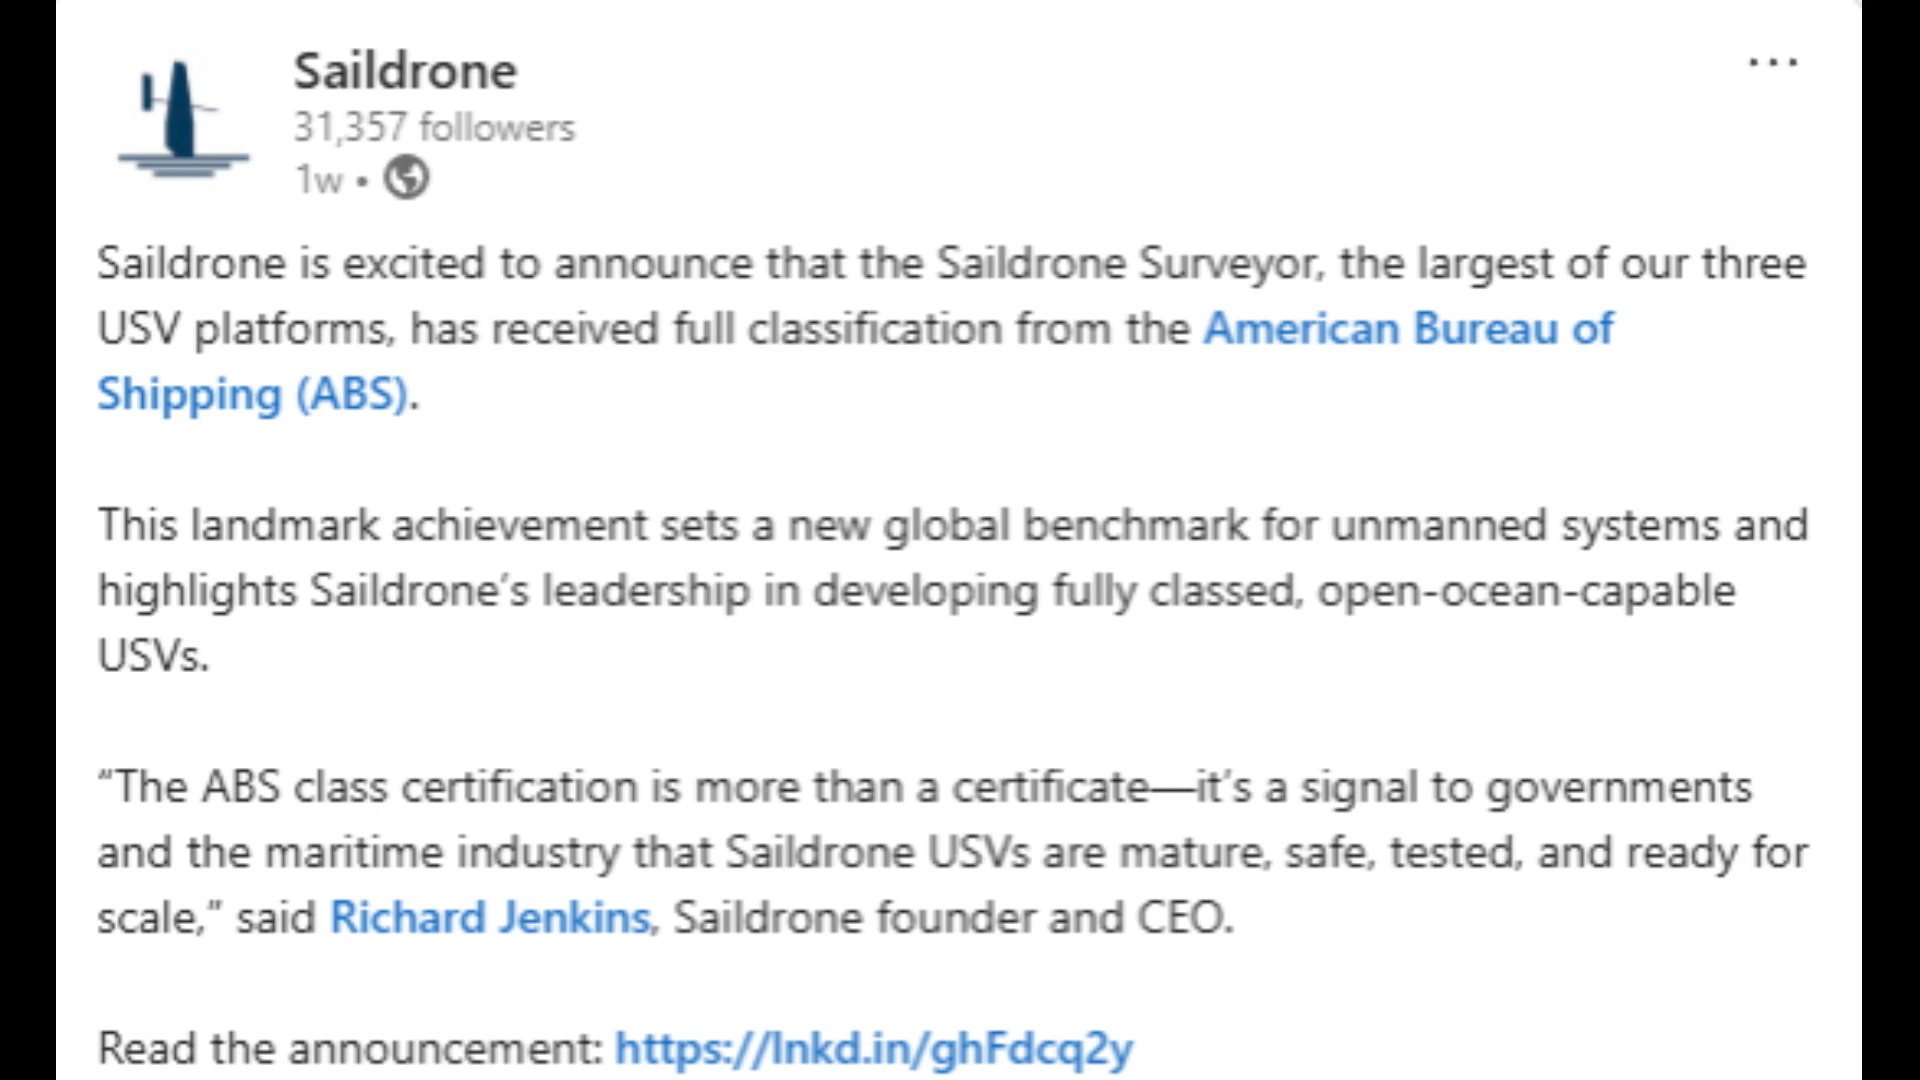 Saildrone
31,357 followers
1w •
Saildrone is excited to announce that the Saildrone Surveyor, the largest of our three
USV platforms, has received full classification from the American Bureau of
Shipping (ABS).
This landmark achievement sets a new global benchmark for unmanned systems and
highlights Saildrone’s leadership in developing fully classed, open-ocean-capable
USVs.
“The ABS class certification is more than a certificate—it’s a signal to governments
and the maritime industry that Saildrone USVs are mature, safe, tested, and ready for
scale,” said Richard Jenkins, Saildrone founder and CEO.
Read the announcement: https://lnkd.in/ghFdcq2y